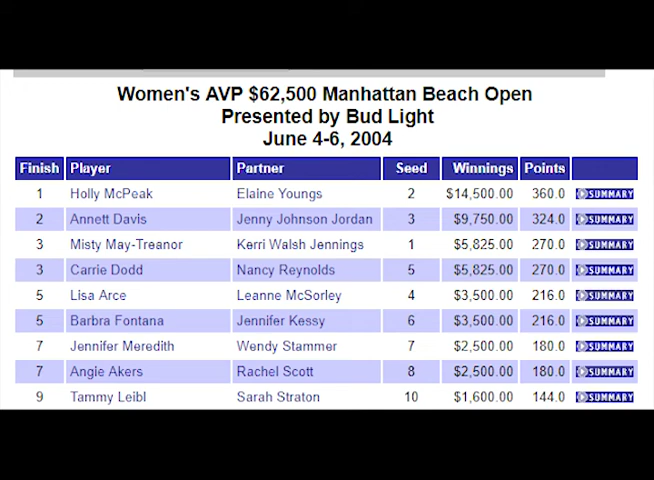 Women's AVP $62,500 Manhattan Beach Open
Presented by Bud Light
June 4-6, 2004
Finish Player Partner Seed Winnings Points
1 Holly McPeak Elaine Youngs 2 $14,500.00 360.0 SUMMARY
2 Annett Davis Jenny Johnson Jordan 3 $9,750.00 324.0 SUMMARY
3 Misty May-Treanor Kerri Walsh Jennings 1 $5,825.00 270.0 SUMMARY
3 Carrie Dodd Nancy Reynolds 5 $5,825.00 270.0 SUMMARY
5 Lisa Arce Leanne McSorley 4 $3,500.00 216.0 SUMMARY
5 Barbra Fontana Jennifer Kessy 6 $3,500.00 216.0 SUMMARY
7 Jennifer Meredith Wendy Stammer 7 $2,500.00 180.0 SUMMARY
7 Angie Akers Rachel Scott 8 $2,500.00 180.0 SUMMARY
9 Tammy Leibl Sarah Straton 10 $1,600.00 144.0 SUMMARY